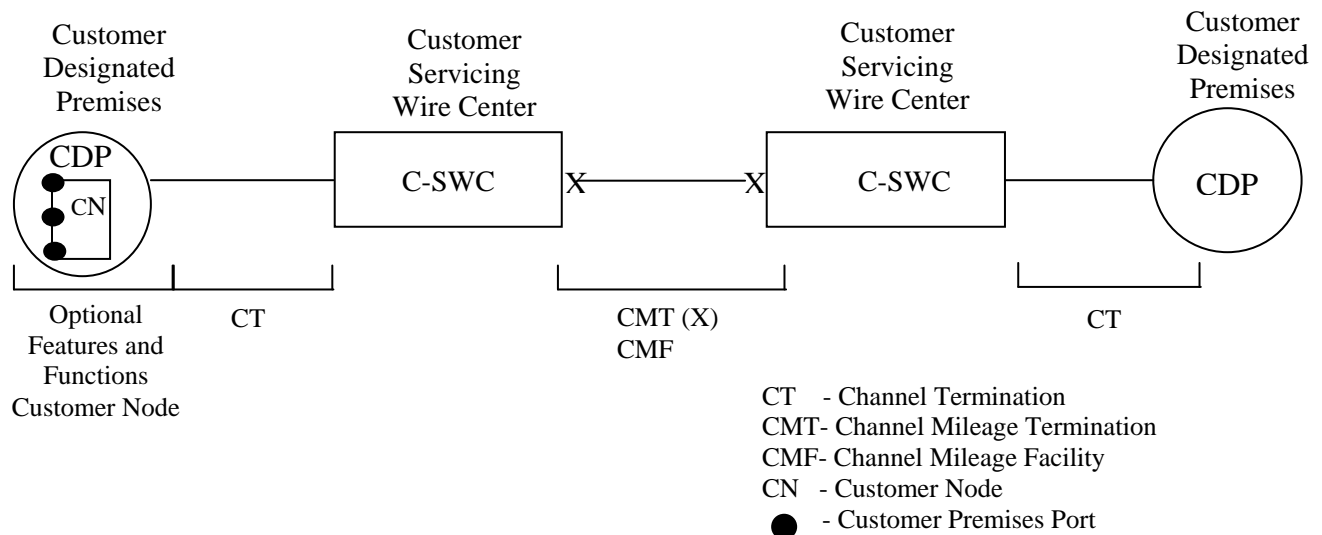 Customer
Designated
Premises
Customer
Servicing
Wire Center
Customer
Servicing
Wire Center
Customer
Designated
Premises
CDP
CN
C-SWC
X
X
C-SWC
CDP
Optional
Features and
Functions
Customer Node
CT
CMT (X)
CMF
CT
CT - Channel Termination
CMT- Channel Mileage Termination
CMF- Channel Mileage Facility
CN - Customer Node
- Customer Premises Port